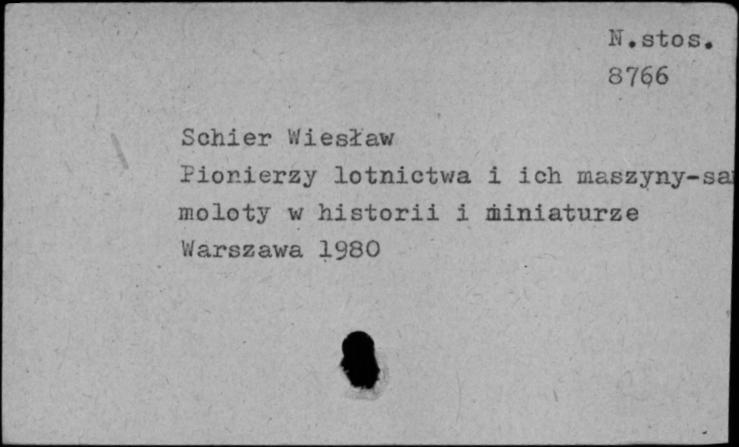 N.stos.
8766
Schier Wiesław
Pionierzy lotnictwa i ich maszyny-sa
moloty w historii i miniaturze
Warszawa 1980